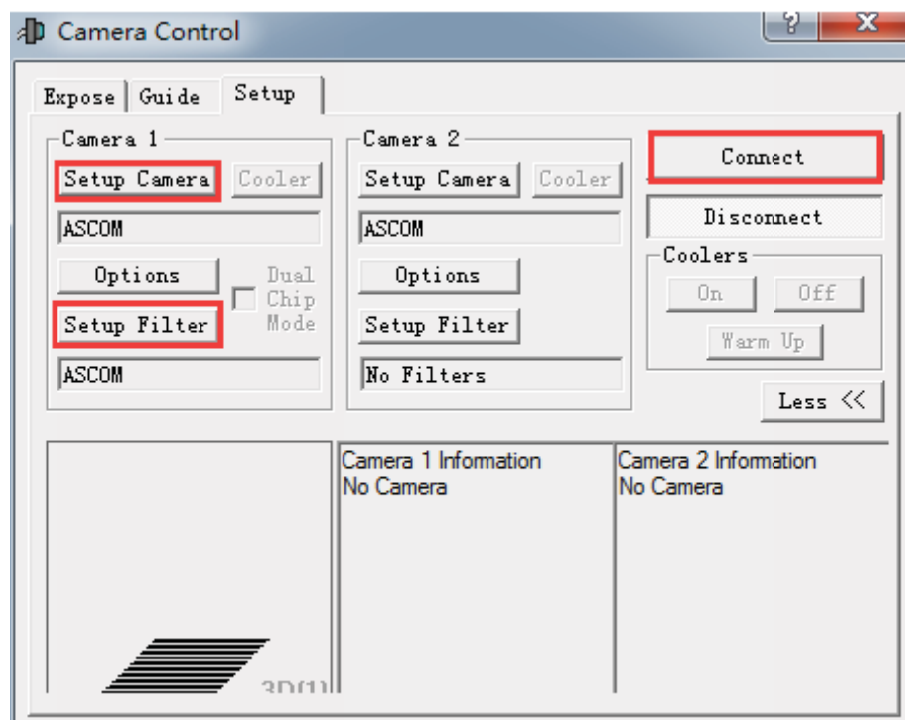 Camera Control
?
X
Expose Guide Setup
Camera 1
Setup Camera Cooler
ASCOM
Options
Dual Chip Mode
Setup Filter
ASCOM
Camera 2
Setup Camera Cooler
ASCOM
Options
Setup Filter
No Filters
Connect
Disconnect
Coolers
On Off
Warm Up
Less <<
3D(1)
Camera 1 Information
No Camera
Camera 2 Information
No Camera